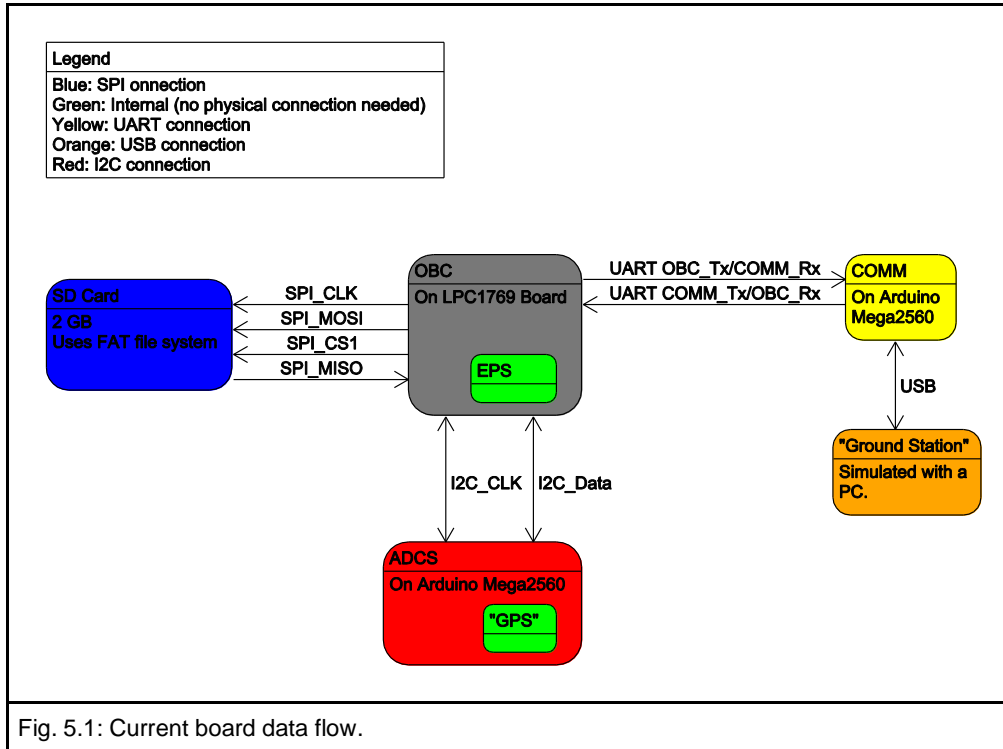 Legend
Blue: SPI onnection
Green: Internal (no physical connection needed)
Yellow: UART connection
Orange: USB connection
Red: I2C connection
SD Card
2 GB
Uses FAT file system
SPI_CLK
SPI_MOSI
SPI_CS1
SPI_MISO
OBC
On LPC1769 Board
EPS
UART OBC_Tx/COMM_Rx
UART COMM_Tx/OBC_Rx
COMM
On Arduino
Mega2560
USB
"Ground Station"
Simulated with a
PC.
I2C_CLK
I2C_Data
ADCS
On Arduino Mega2560
"GPS"
Fig. 5.1: Current board data flow.